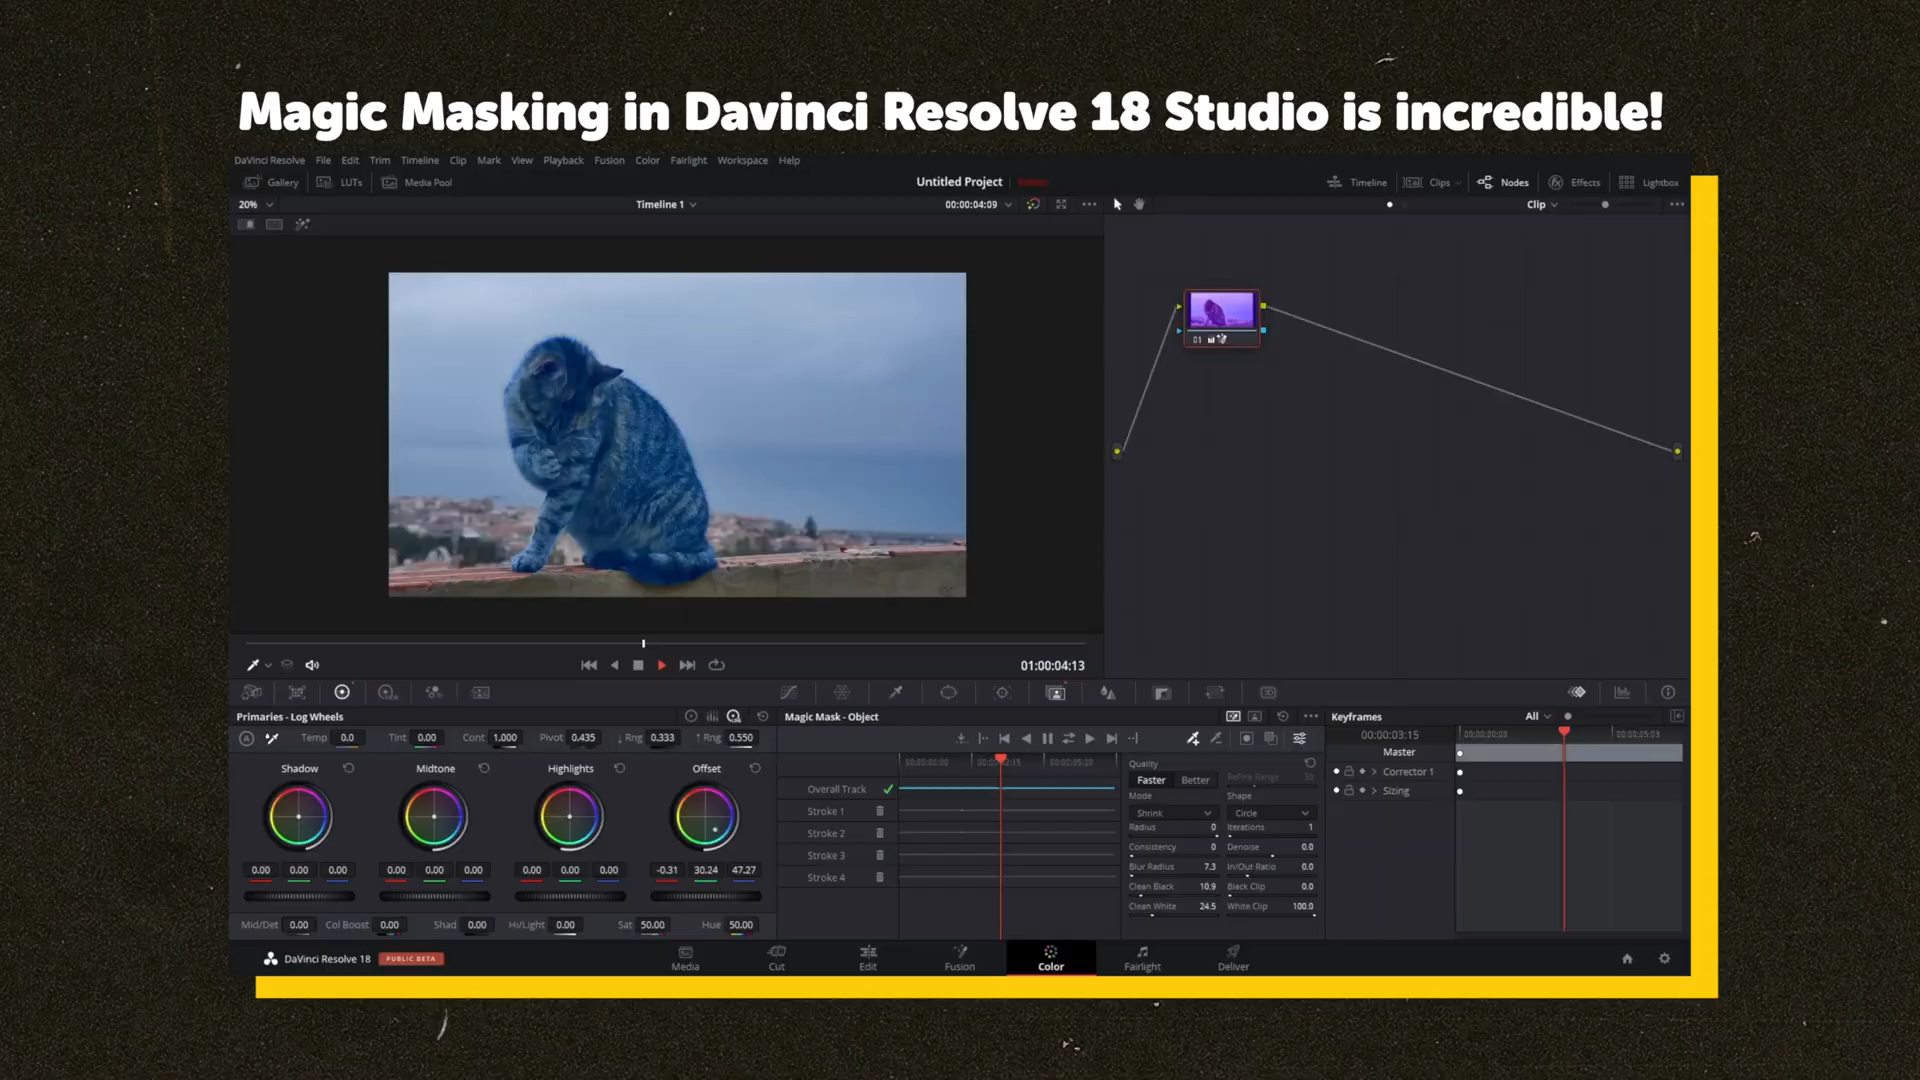 Magic Masking in Davinci Resolve 18 Studio is incredible!
DaVinci Resolve File Edit Trim Timeline Clip Mark View Playback Fusion Color Fairlight Workspace Help
Gallery LUTs Media Pool Untitled Project Timeline Clips Nodes Effects Lightbox
20% Timeline 1 00:00:04:09 Clip
01
01:00:04:13
Primaries - Log Wheels Magic Mask - Object Keyframes All
Temp 0.0 Tint 0.00 Cont 1.000 Pivot 0.435 ↓ Rng 0.333 ↑ Rng 0.550
00:00:03:15 00:00:00:00 00:00:05:03
Master
Corrector 1
Sizing
Shadow Midtone Highlights Offset
0.00 0.00 0.00 0.00 0.00 0.00 0.00 0.00 0.00 -0.31 30.24 47.27
Mid/Det 0.00 Col Boost 0.00 Shad 0.00 Hi/Light 0.00 Sat 50.00 Hue 50.00
00:00:00:00 00:00:05:00
Overall Track
Stroke 1
Stroke 2
Stroke 3
Stroke 4
Quality
Faster Better Refine Range 30
Mode Shape
Shrink Circle
Radius 0 Iterations 1
Consistency 0 Denoise 0.0
Blur Radius 7.3 In/Out Ratio 0.0
Clean Black 10.9 Black Clip 0.0
Clean White 24.5 White Clip 100.0
DaVinci Resolve 18 PUBLIC BETA Media Cut Edit Fusion Color Fairlight Deliver